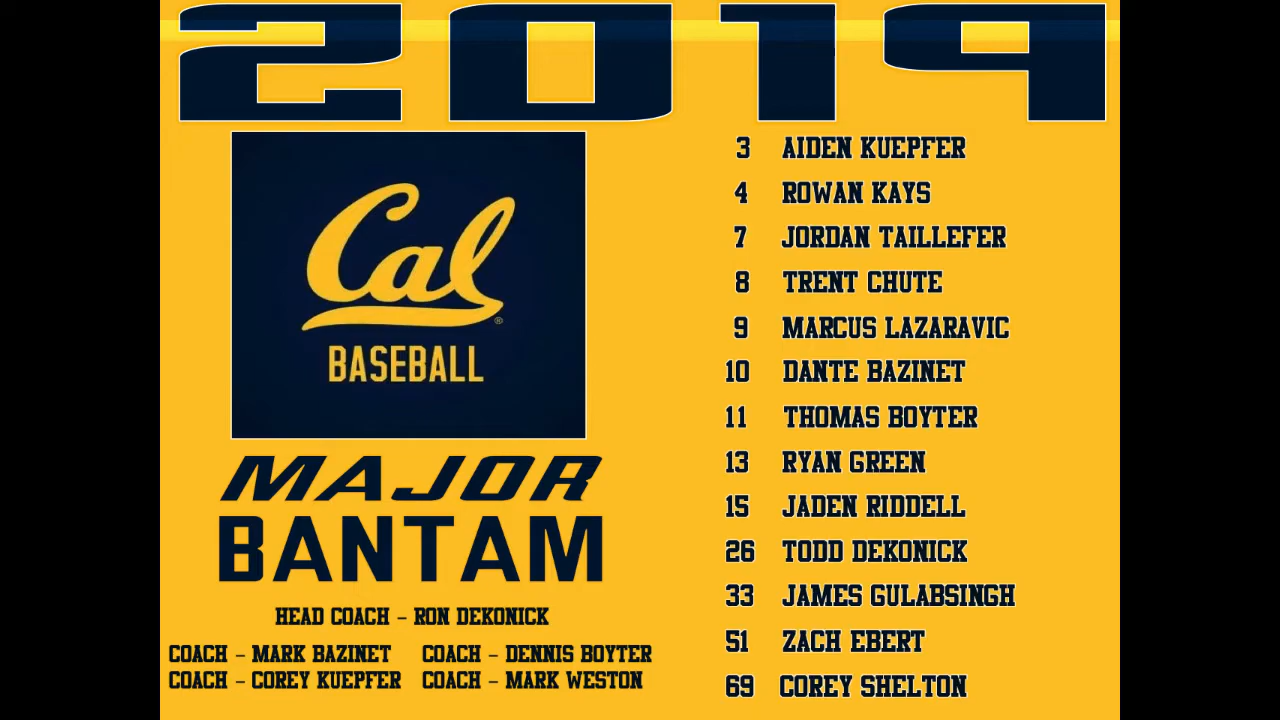 2019
Cal
®
BASEBALL
MAJOR
BANTAM
HEAD COACH - RON DEKONICK
COACH - MARK BAZINET COACH - DENNIS BOYTER
COACH - COREY KUEPFER COACH - MARK WESTON
3 AIDEN KUEPFER
4 ROWAN KAYS
7 JORDAN TAILLEFER
8 TRENT CHUTE
9 MARCUS LAZARAVIC
10 DANTE BAZINET
11 THOMAS BOYTER
13 RYAN GREEN
15 JADEN RIDDELL
26 TODD DEKONICK
33 JAMES GULABSINGH
51 ZACH EBERT
69 COREY SHELTON